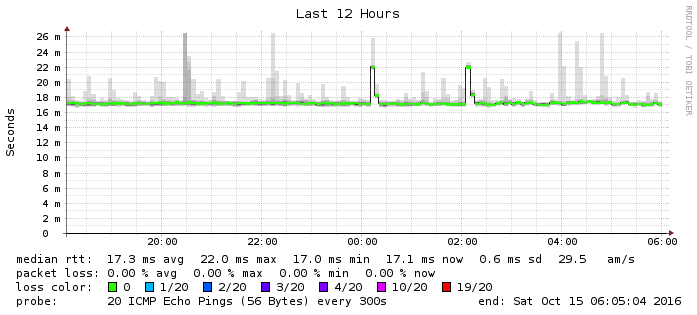 Last 12 Hours
RRDTOOL / TOBI OETIKER
Seconds
26 m
24 m
22 m
20 m
18 m
16 m
14 m
12 m
10 m
8 m
6 m
4 m
2 m
0
20:00 22:00 00:00 02:00 04:00 06:00
median rtt: 17.3 ms avg 22.0 ms max 17.0 ms min 17.1 ms now 0.6 ms sd 29.5 am/s
packet loss: 0.00 % avg 0.00 % max 0.00 % min 0.00 % now
loss color: 0 1/20 2/20 3/20 4/20 10/20 19/20
probe: 20 ICMP Echo Pings (56 Bytes) every 300s end: Sat Oct 15 06:05:04 2016